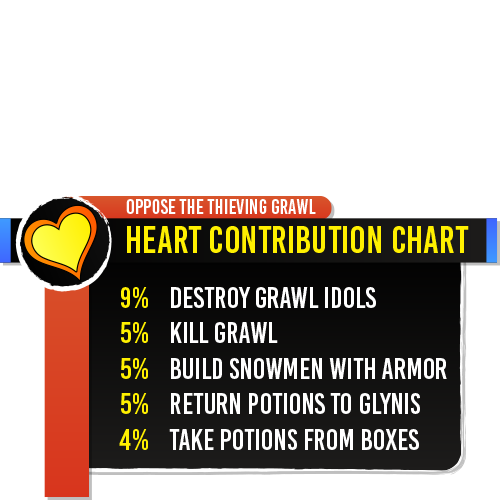 OPPOSE THE THIEVING GRAWL
HEART CONTRIBUTION CHART
9% DESTROY GRAWL IDOLS
5% KILL GRAWL
5% BUILD SNOWMEN WITH ARMOR
5% RETURN POTIONS TO GLYNIS
4% TAKE POTIONS FROM BOXES